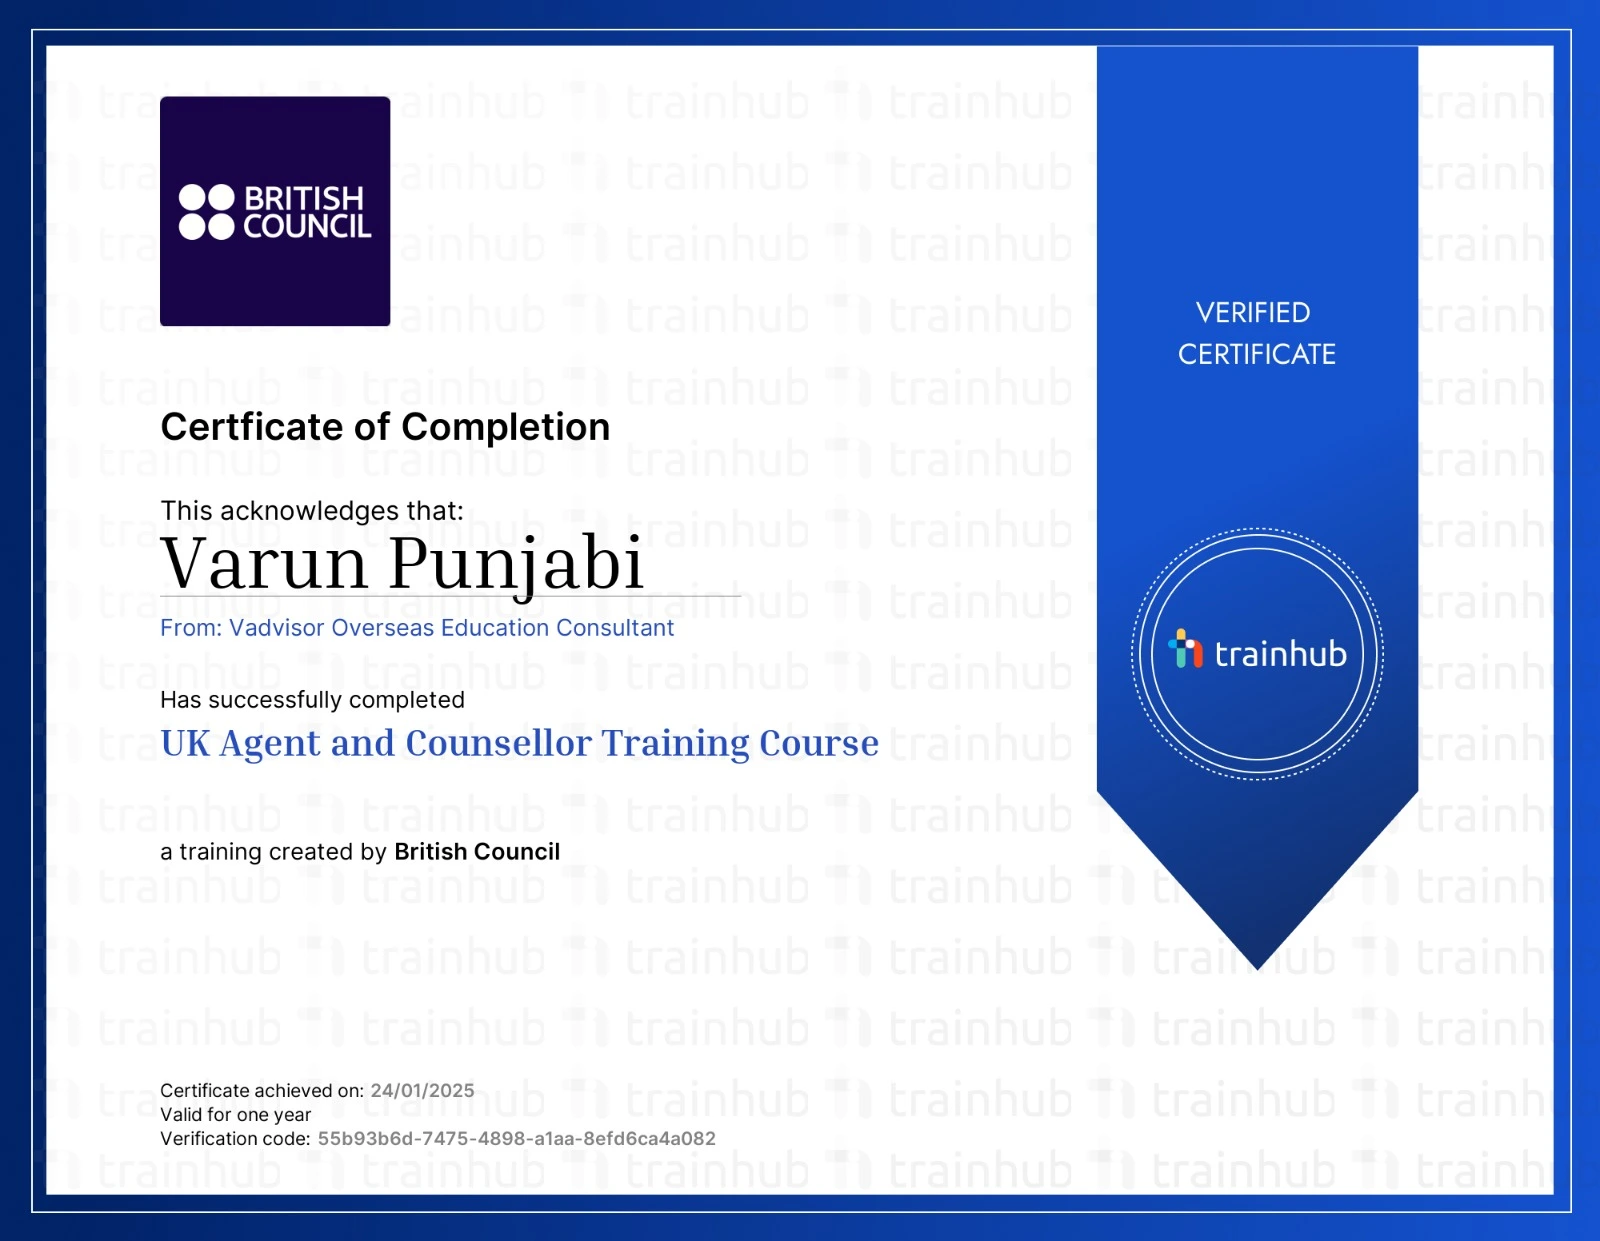 BRITISH
COUNCIL
VERIFIED
CERTIFICATE
Certficate of Completion
This acknowledges that:
Varun Punjabi
From: Vadvisor Overseas Education Consultant
trainhub
Has successfully completed
UK Agent and Counsellor Training Course
a training created by British Council
Certificate achieved on: 24/01/2025
Valid for one year
Verification code: 55b93b6d-7475-4898-a1aa-8efd6ca4a082